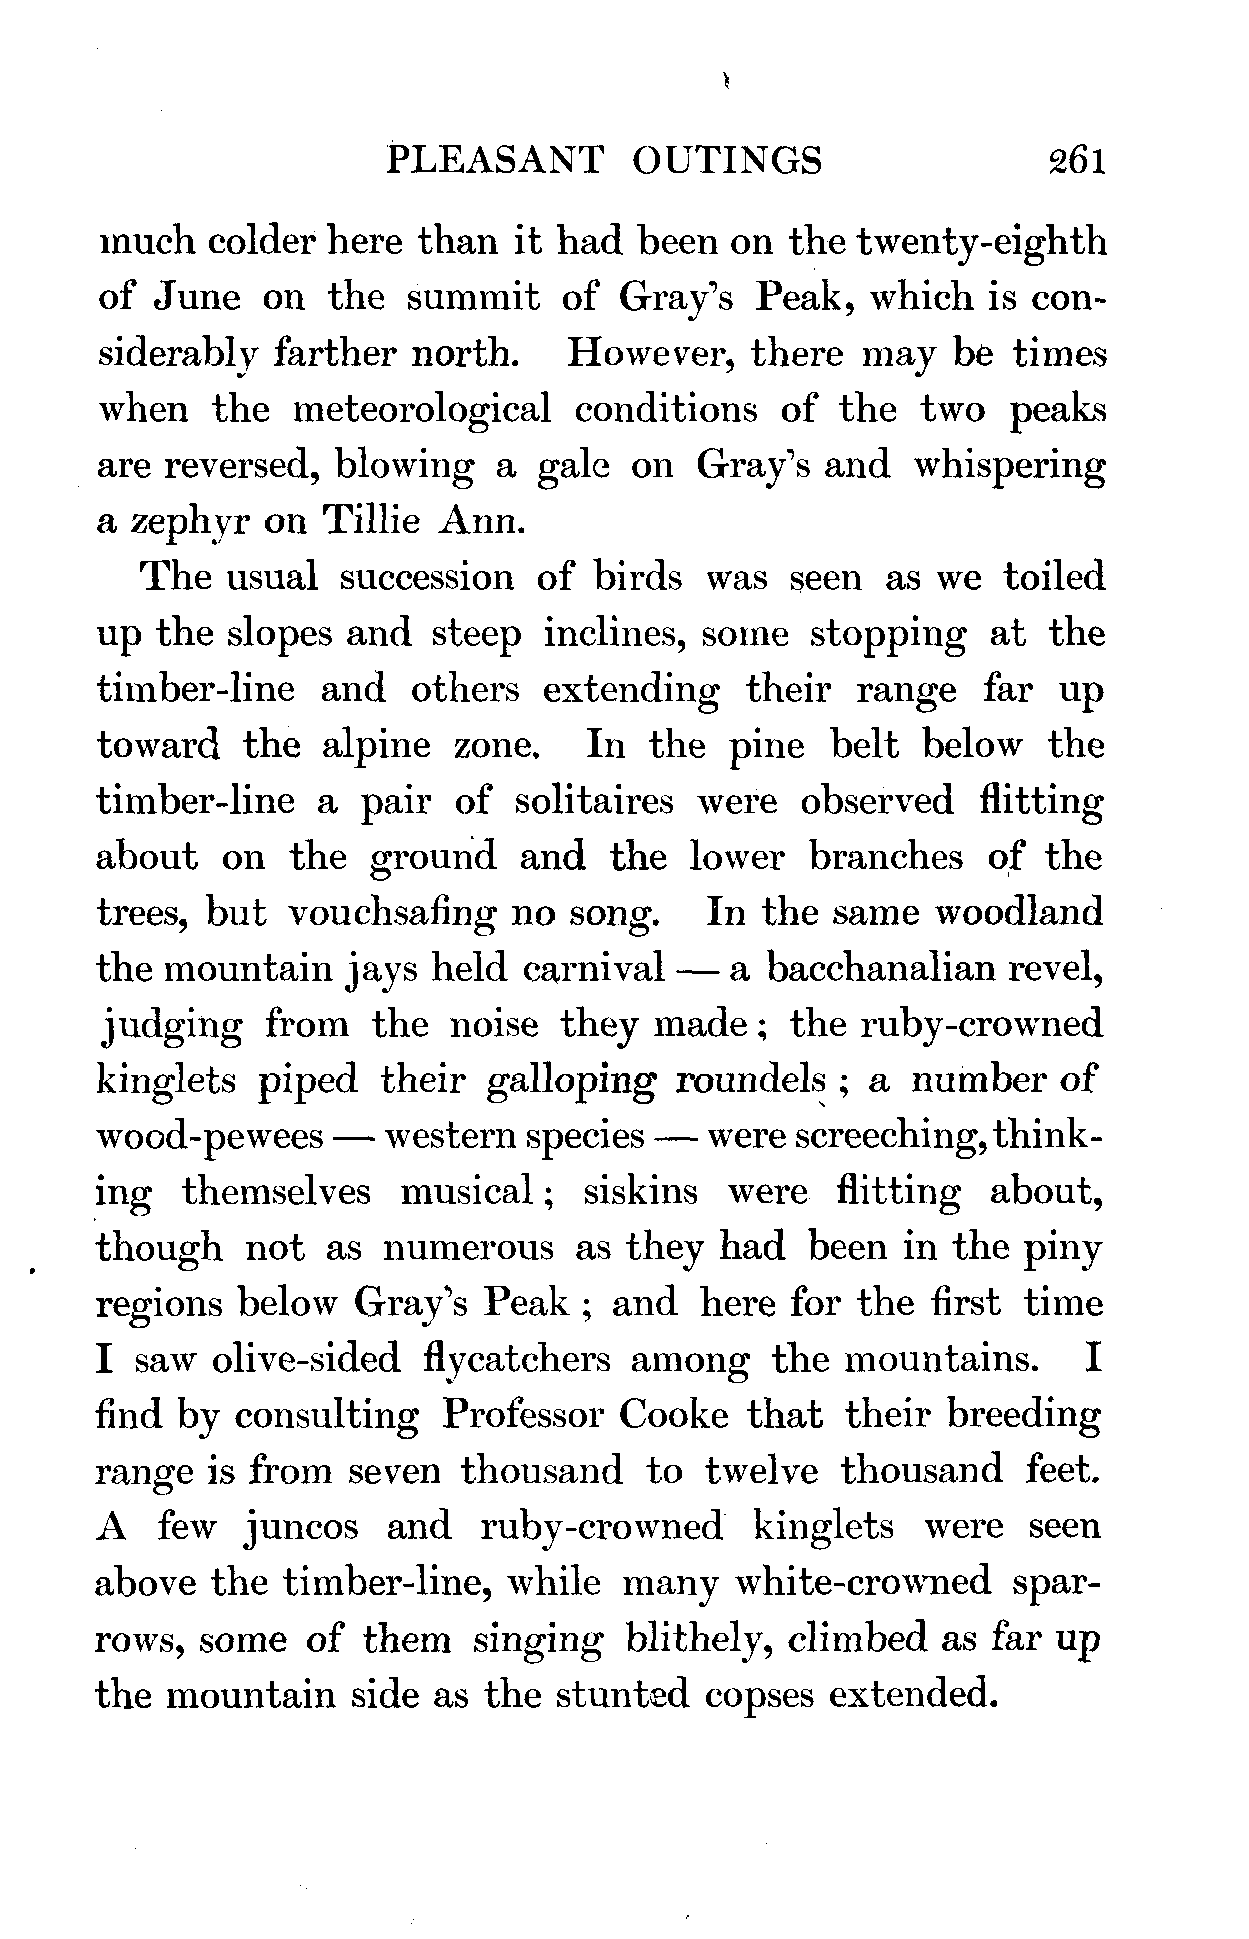 PLEASANT OUTINGS 261
much colder here than it had been on the twenty-eighth
of June on the summit of Gray's Peak, which is con-
siderably farther north. However, there may be times
when the meteorological conditions of the two peaks
are reversed, blowing a gale on Gray's and whispering
a zephyr on Tillie Ann.
The usual succession of birds was seen as we toiled
up the slopes and steep inclines, some stopping at the
timber-line and others extending their range far up
toward the alpine zone. In the pine belt below the
timber-line a pair of solitaires were observed flitting
about on the ground and the lower branches of the
trees, but vouchsafing no song. In the same woodland
the mountain jays held carnival — a bacchanalian revel,
judging from the noise they made; the ruby-crowned
kinglets piped their galloping roundels; a number of
wood-pewees — western species — were screeching, think-
ing themselves musical; siskins were flitting about,
though not as numerous as they had been in the piny
regions below Gray's Peak; and here for the first time
I saw olive-sided flycatchers among the mountains. I
find by consulting Professor Cooke that their breeding
range is from seven thousand to twelve thousand feet.
A few juncos and ruby-crowned kinglets were seen
above the timber-line, while many white-crowned spar-
rows, some of them singing blithely, climbed as far up
the mountain side as the stunted copses extended.